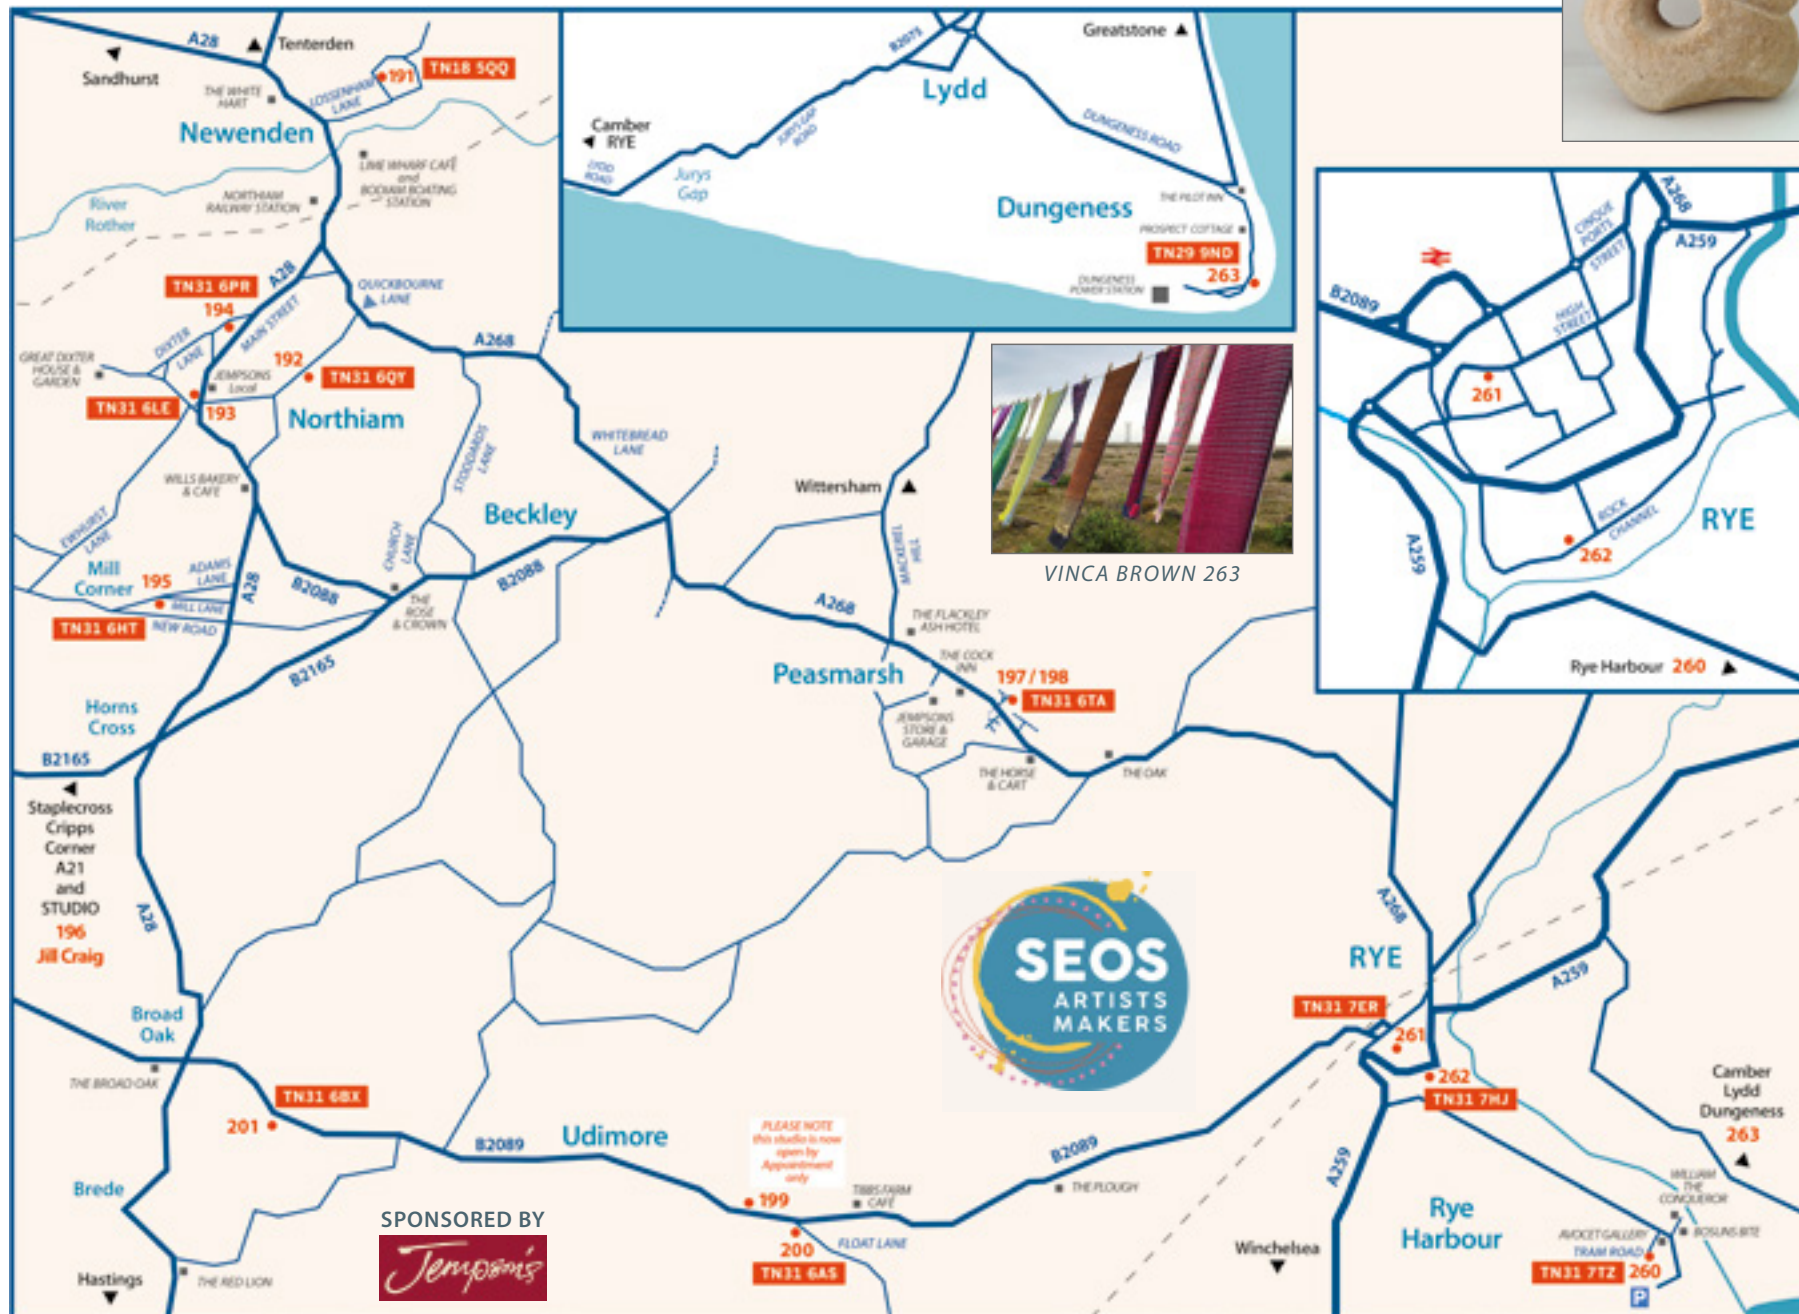 A28
Tenterden
Sandhurst
THE WHITE
HART
LOSSENHAM
LANE
191
TN18 5QQ
Newenden
LIME WHARF CAFÉ
and
BODIAM BOATING
STATION
NORTHIAM
RAILWAY STATION
River
Rother
TN31 6PR
194
A28
MAIN STREET
QUICKBOURNE
LANE
DIXTER
LANE
GREAT DIXTER
HOUSE &
GARDEN
JEMPSONS
Local
192
TN31 6QY
TN31 6LE
193
Northiam
A268
STODDARDS
LANE
WHITEBREAD
LANE
WILLS BAKERY
& CAFE
EWHURST
LANE
Beckley
CHURCH
LANE
Mill
Corner
195
ADAMS
LANE
MILL LANE
A28
B2088
B2088
THE
ROSE
& CROWN
TN31 6HT
NEW ROAD
B2165
Horns
Cross
B2165
Staplecross
Cripps
Corner
A21
and
STUDIO
196
Jill Craig
A28
Broad
Oak
THE BROAD OAK
TN31 6BX
201
Brede
Hastings
THE RED LION
SPONSORED BY
Jempson's
B2089
Udimore
PLEASE NOTE
this studio is now
open by
Appointment
only
199
TIBBS FARM
CAFÉ
200
FLOAT LANE
TN31 6AS
THE PLOUGH
B2089
B2075
Greatstone
Lydd
Camber
RYE
LYDD
ROAD
JURYS GAP
ROAD
Jurys
Gap
DUNGENESS ROAD
THE PILOT INN
Dungeness
PROSPECT COTTAGE
TN29 9ND
263
DUNGENESS
POWER STATION
VINCA BROWN 263
Wittersham
MACKEREL
HILL
A268
THE FLACKLEY
ASH HOTEL
Peasmarsh
THE COCK
INN
197 / 198
TN31 6TA
JEMPSONS
STORE &
GARAGE
THE HORSE
& CART
THE OAK
SEOS
ARTISTS
MAKERS
A268
CINQUE
PORTS
STREET
A259
B2089
HIGH
STREET
261
ROCK
CHANNEL
RYE
262
A259
Rye Harbour 260
A268
RYE
A259
TN31 7ER
261
262
TN31 7HJ
Camber
Lydd
Dungeness
263
A259
Winchelsea
Rye
Harbour
WILLIAM
THE
CONQUEROR
AVOCET GALLERY
BOSUNS BITE
TRAM ROAD
TN31 7TZ
260
P